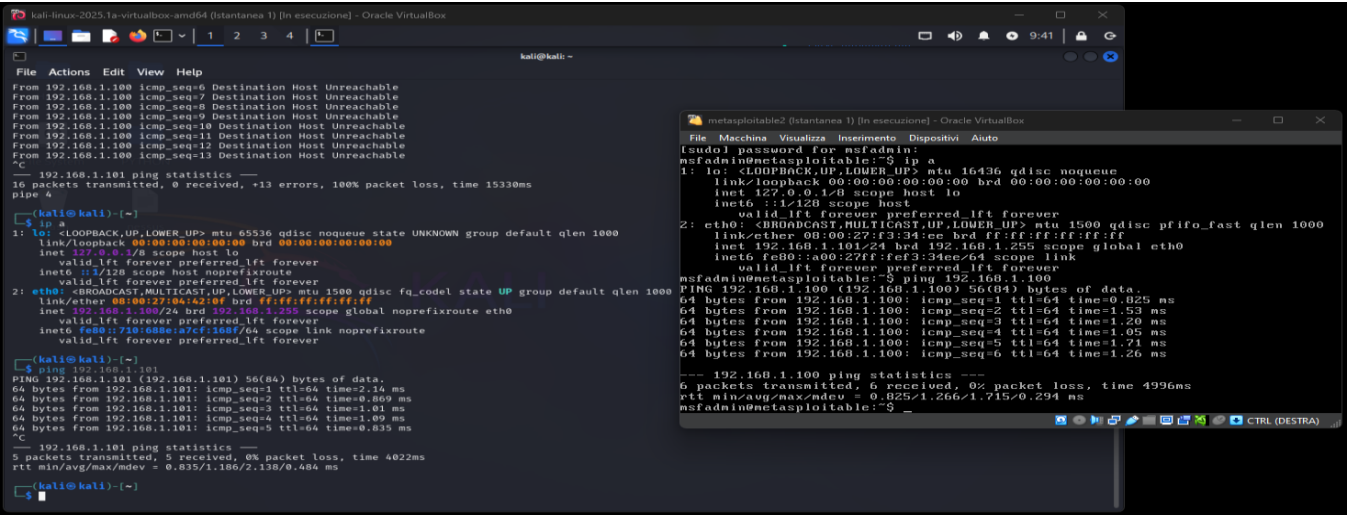 kali-linux-2025.1a-virtualbox-amd64 (Istantanea 1) [In esecuzione] - Oracle VirtualBox
1 2 3 4
9:41
kali@kali: ~
File Actions Edit View Help
From 192.168.1.100 icmp_seq=6 Destination Host Unreachable
From 192.168.1.100 icmp_seq=7 Destination Host Unreachable
From 192.168.1.100 icmp_seq=8 Destination Host Unreachable
From 192.168.1.100 icmp_seq=9 Destination Host Unreachable
From 192.168.1.100 icmp_seq=10 Destination Host Unreachable
From 192.168.1.100 icmp_seq=11 Destination Host Unreachable
From 192.168.1.100 icmp_seq=12 Destination Host Unreachable
From 192.168.1.100 icmp_seq=13 Destination Host Unreachable
^C
--- 192.168.1.101 ping statistics ---
16 packets transmitted, 0 received, +13 errors, 100% packet loss, time 15330ms
pipe 4
┌──(kali㉿kali)-[~]
└─$ ip a
1: lo: <LOOPBACK,UP,LOWER_UP> mtu 65536 qdisc noqueue state UNKNOWN group default qlen 1000
link/loopback 00:00:00:00:00:00 brd 00:00:00:00:00:00
inet 127.0.0.1/8 scope host lo
valid_lft forever preferred_lft forever
inet6 ::1/128 scope host noprefixroute
valid_lft forever preferred_lft forever
2: eth0: <BROADCAST,MULTICAST,UP,LOWER_UP> mtu 1500 qdisc fq_codel state UP group default qlen 1000
link/ether 08:00:27:04:42:0f brd ff:ff:ff:ff:ff:ff
inet 192.168.1.100/24 brd 192.168.1.255 scope global noprefixroute eth0
valid_lft forever preferred_lft forever
inet6 fe80::710:688e:a7cf:168f/64 scope link noprefixroute
valid_lft forever preferred_lft forever
┌──(kali㉿kali)-[~]
└─$ ping 192.168.1.101
PING 192.168.1.101 (192.168.1.101) 56(84) bytes of data.
64 bytes from 192.168.1.101: icmp_seq=1 ttl=64 time=2.14 ms
64 bytes from 192.168.1.101: icmp_seq=2 ttl=64 time=0.869 ms
64 bytes from 192.168.1.101: icmp_seq=3 ttl=64 time=1.01 ms
64 bytes from 192.168.1.101: icmp_seq=4 ttl=64 time=1.09 ms
64 bytes from 192.168.1.101: icmp_seq=5 ttl=64 time=0.835 ms
^C
--- 192.168.1.101 ping statistics ---
5 packets transmitted, 5 received, 0% packet loss, time 4022ms
rtt min/avg/max/mdev = 0.835/1.186/2.138/0.484 ms
┌──(kali㉿kali)-[~]
└─$
metasploitable2 (Istantanea 1) [In esecuzione] - Oracle VirtualBox
File Macchina Visualizza Inserimento Dispositivi Aiuto
[sudo] password for msfadmin:
msfadmin@metasploitable:~$ ip a
1: lo: <LOOPBACK,UP,LOWER_UP> mtu 16436 qdisc noqueue
link/loopback 00:00:00:00:00:00 brd 00:00:00:00:00:00
inet 127.0.0.1/8 scope host lo
inet6 ::1/128 scope host
valid_lft forever preferred_lft forever
2: eth0: <BROADCAST,MULTICAST,UP,LOWER_UP> mtu 1500 qdisc pfifo_fast qlen 1000
link/ether 08:00:27:f3:34:ee brd ff:ff:ff:ff:ff:ff
inet 192.168.1.101/24 brd 192.168.1.255 scope global eth0
inet6 fe80::a00:27ff:fef3:34ee/64 scope link
valid_lft forever preferred_lft forever
msfadmin@metasploitable:~$ ping 192.168.1.100
PING 192.168.1.100 (192.168.1.100) 56(84) bytes of data.
64 bytes from 192.168.1.100: icmp_seq=1 ttl=64 time=0.825 ms
64 bytes from 192.168.1.100: icmp_seq=2 ttl=64 time=1.53 ms
64 bytes from 192.168.1.100: icmp_seq=3 ttl=64 time=1.20 ms
64 bytes from 192.168.1.100: icmp_seq=4 ttl=64 time=1.05 ms
64 bytes from 192.168.1.100: icmp_seq=5 ttl=64 time=1.71 ms
64 bytes from 192.168.1.100: icmp_seq=6 ttl=64 time=1.26 ms
--- 192.168.1.100 ping statistics ---
6 packets transmitted, 6 received, 0% packet loss, time 4996ms
rtt min/avg/max/mdev = 0.825/1.266/1.715/0.294 ms
msfadmin@metasploitable:~$ _
CTRL (DESTRA)